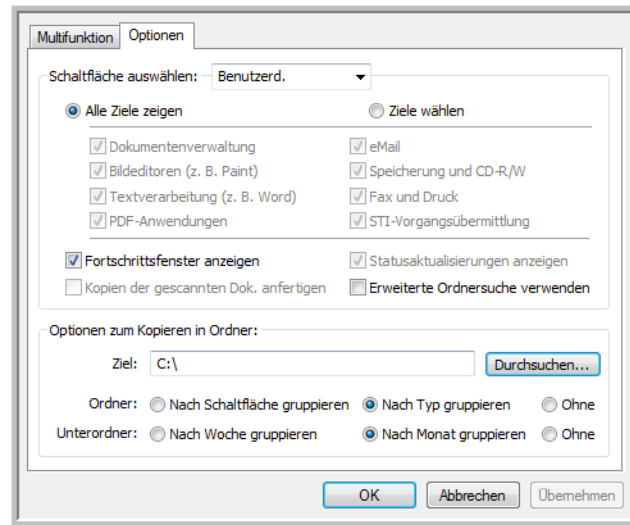 Multifunktion Optionen
Schaltfläche auswählen: Benutzerd.
Alle Ziele zeigen Ziele wählen
Dokumentenverwaltung eMail
Bildeditoren (z. B. Paint) Speicherung und CD-R/W
Textverarbeitung (z. B. Word) Fax und Druck
PDF-Anwendungen STI-Vorgangsübermittlung
Fortschrittsfenster anzeigen Statusaktualisierungen anzeigen
Kopien der gescannten Dok. anfertigen Erweiterte Ordnersuche verwenden
Optionen zum Kopieren in Ordner:
Ziel: C:\ Durchsuchen...
Ordner: Nach Schaltfläche gruppieren Nach Typ gruppieren Ohne
Unterordner: Nach Woche gruppieren Nach Monat gruppieren Ohne
OK Abbrechen Übernehmen